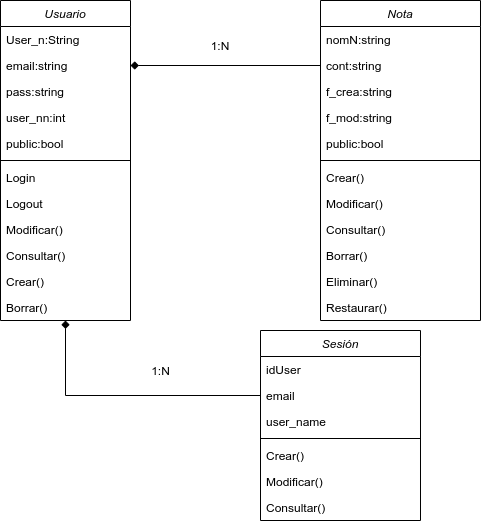 Usuario
User_n:String
email:string
pass:string
user_nn:int
public:bool
Login
Logout
Modificar()
Consultar()
Crear()
Borrar()
1:N
Nota
nomN:string
cont:string
f_crea:string
f_mod:string
public:bool
Crear()
Modificar()
Consultar()
Borrar()
Eliminar()
Restaurar()
1:N
Sesión
idUser
email
user_name
Crear()
Modificar()
Consultar()